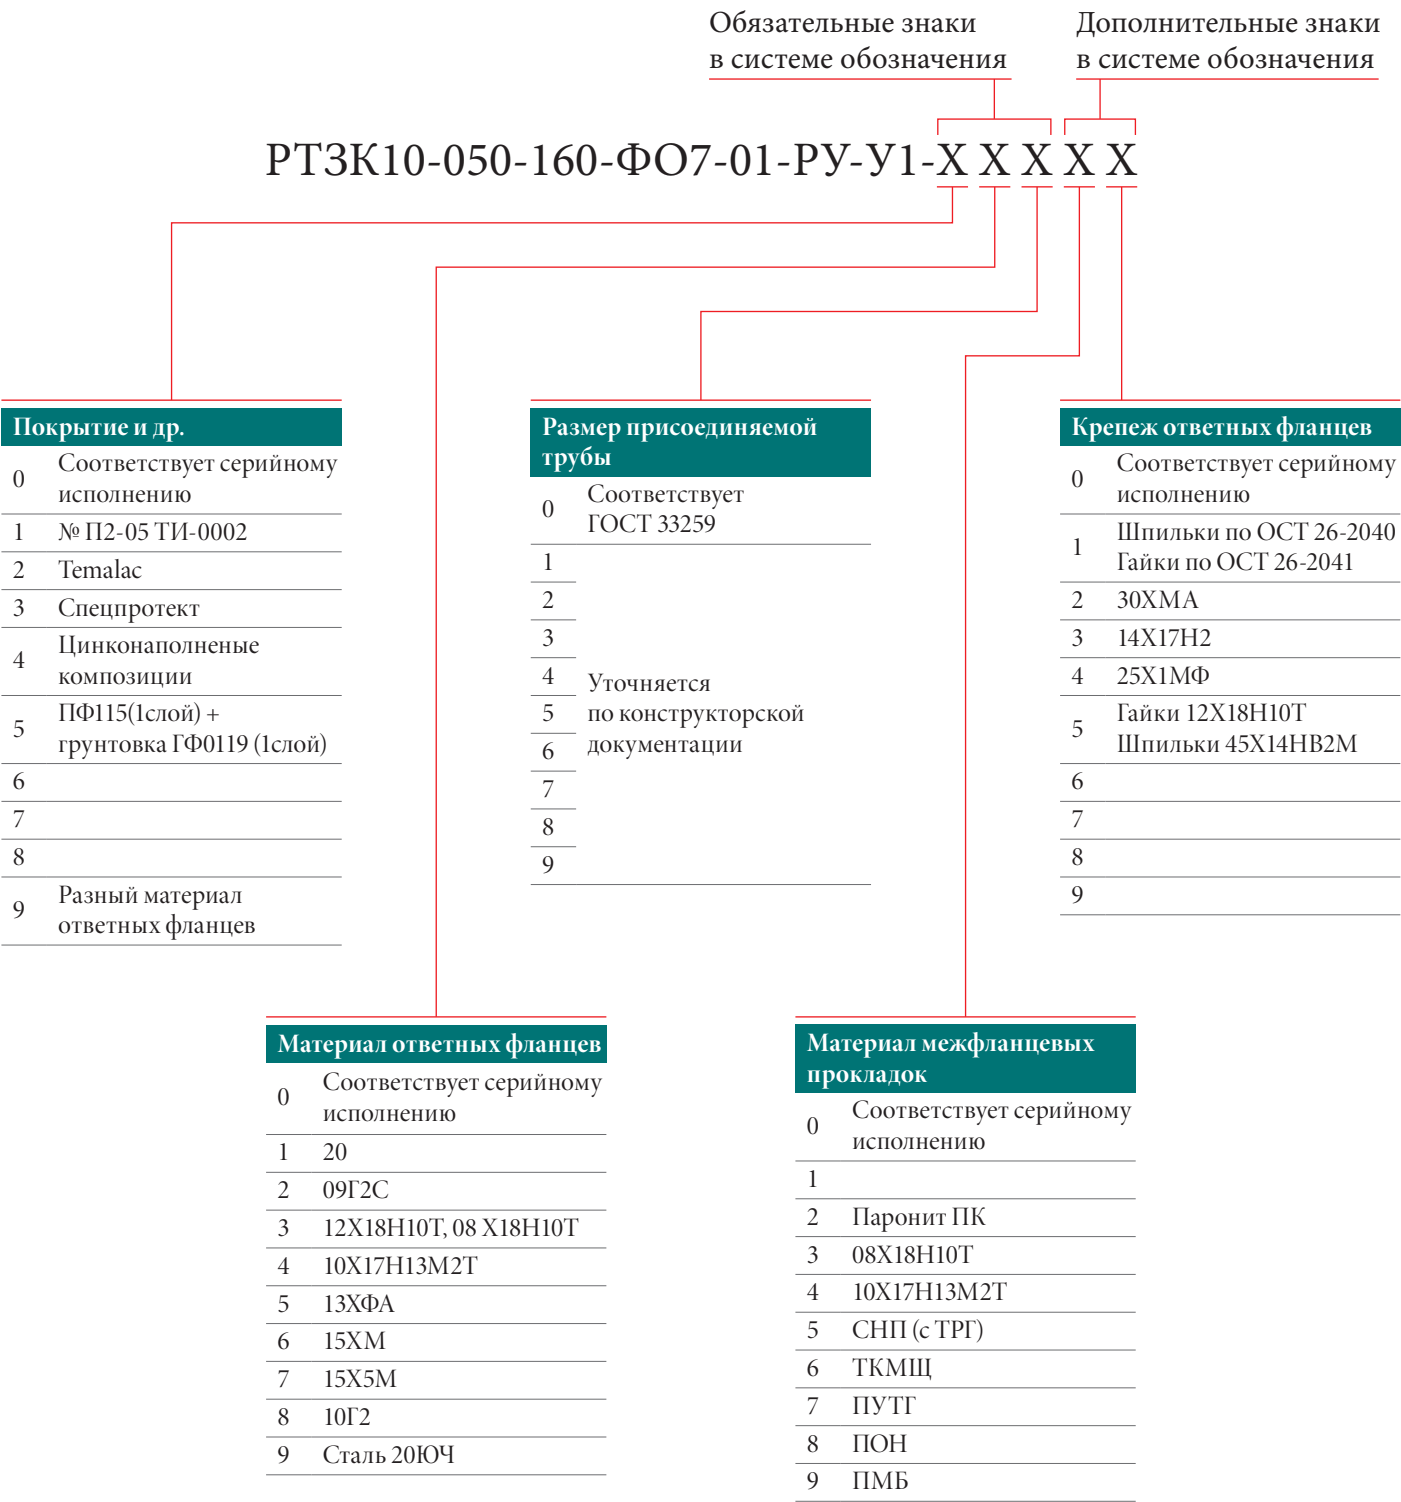 Обязательные знаки
в системе обозначения
Дополнительные знаки
в системе обозначения
РТЗК10-050-160-ФО7-01-РУ-У1-Х Х Х Х Х
Покрытие и др.
0 Соответствует серийному
исполнению
1 № П2-05 ТИ-0002
2 Temalac
3 Спецпротект
4 Цинконаполненые
композиции
5 ПФ115(1слой) +
грунтовка ГФ0119 (1слой)
6
7
8
9 Разный материал
ответных фланцев
Размер присоединяемой
трубы
0 Соответствует
ГОСТ 33259
1
2
3
4
5
6
7
8
9
Уточняется
по конструкторской
документации
Крепеж ответных фланцев
0 Соответствует серийному
исполнению
1 Шпильки по ОСТ 26-2040
Гайки по ОСТ 26-2041
2 30ХМА
3 14Х17Н2
4 25Х1МФ
5 Гайки 12Х18Н10Т
Шпильки 45Х14НВ2М
6
7
8
9
Материал ответных фланцев
0 Соответствует серийному
исполнению
1 20
2 09Г2С
3 12Х18Н10Т, 08 Х18Н10Т
4 10Х17Н13М2Т
5 13ХФА
6 15ХМ
7 15Х5М
8 10Г2
9 Сталь 20ЮЧ
Материал межфланцевых
прокладок
0 Соответствует серийному
исполнению
1
2 Паронит ПК
3 08Х18Н10Т
4 10Х17Н13М2Т
5 СНП (с ТРГ)
6 ТКМЩ
7 ПУТГ
8 ПОН
9 ПМБ